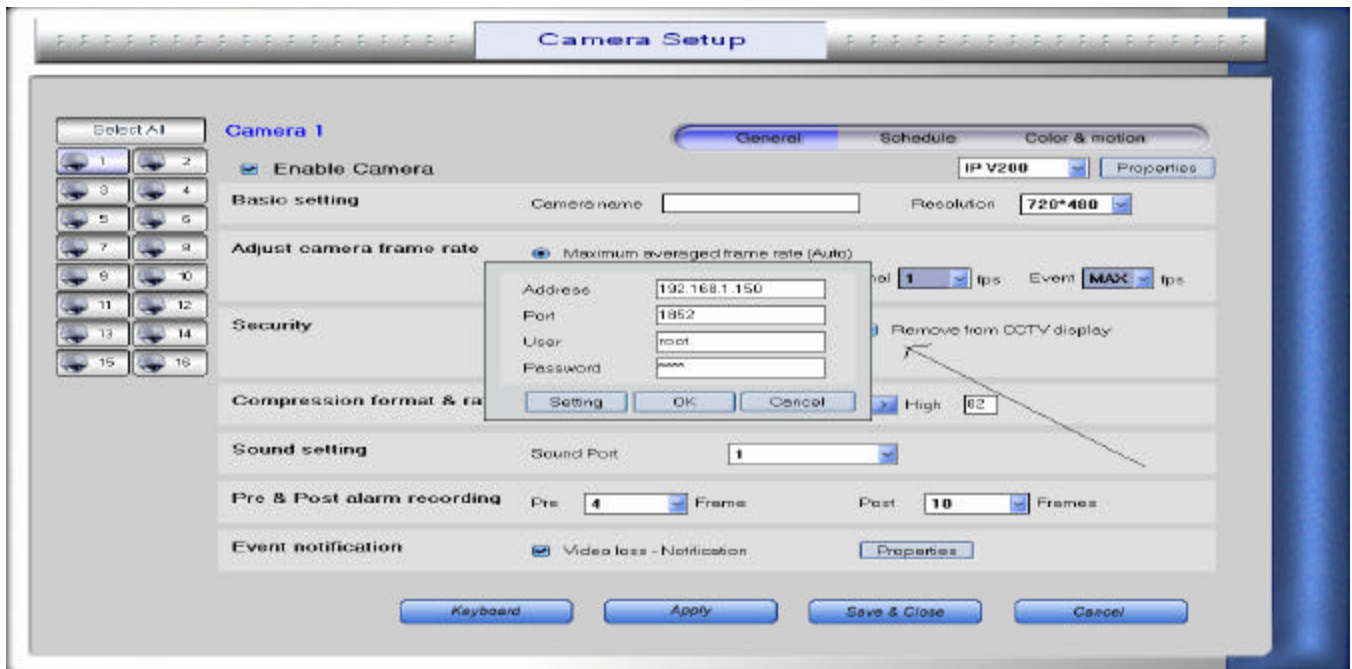 Camera Setup
Select All
1 2
3 4
5 6
7 8
9 10
11 12
13 14
15 16
Camera 1
General Schedule Color & motion
Enable Camera
IP V200 Properties
Basic setting Camera name Resolution 720*480
Adjust camera frame rate Maximum averaged frame rate (Auto)
1 fps Event MAX fps
Address 192.168.1.150
Port 1852
User root
Password ****
Setting OK Cancel
Security Remove from CCTV display
Compression format & ra High 82
Sound setting Sound Port 1
Pre & Post alarm recording Pre 4 Frame Post 10 Frames
Event notification Video loss - Notification Properties
Keyboard Apply Save & Close Cancel